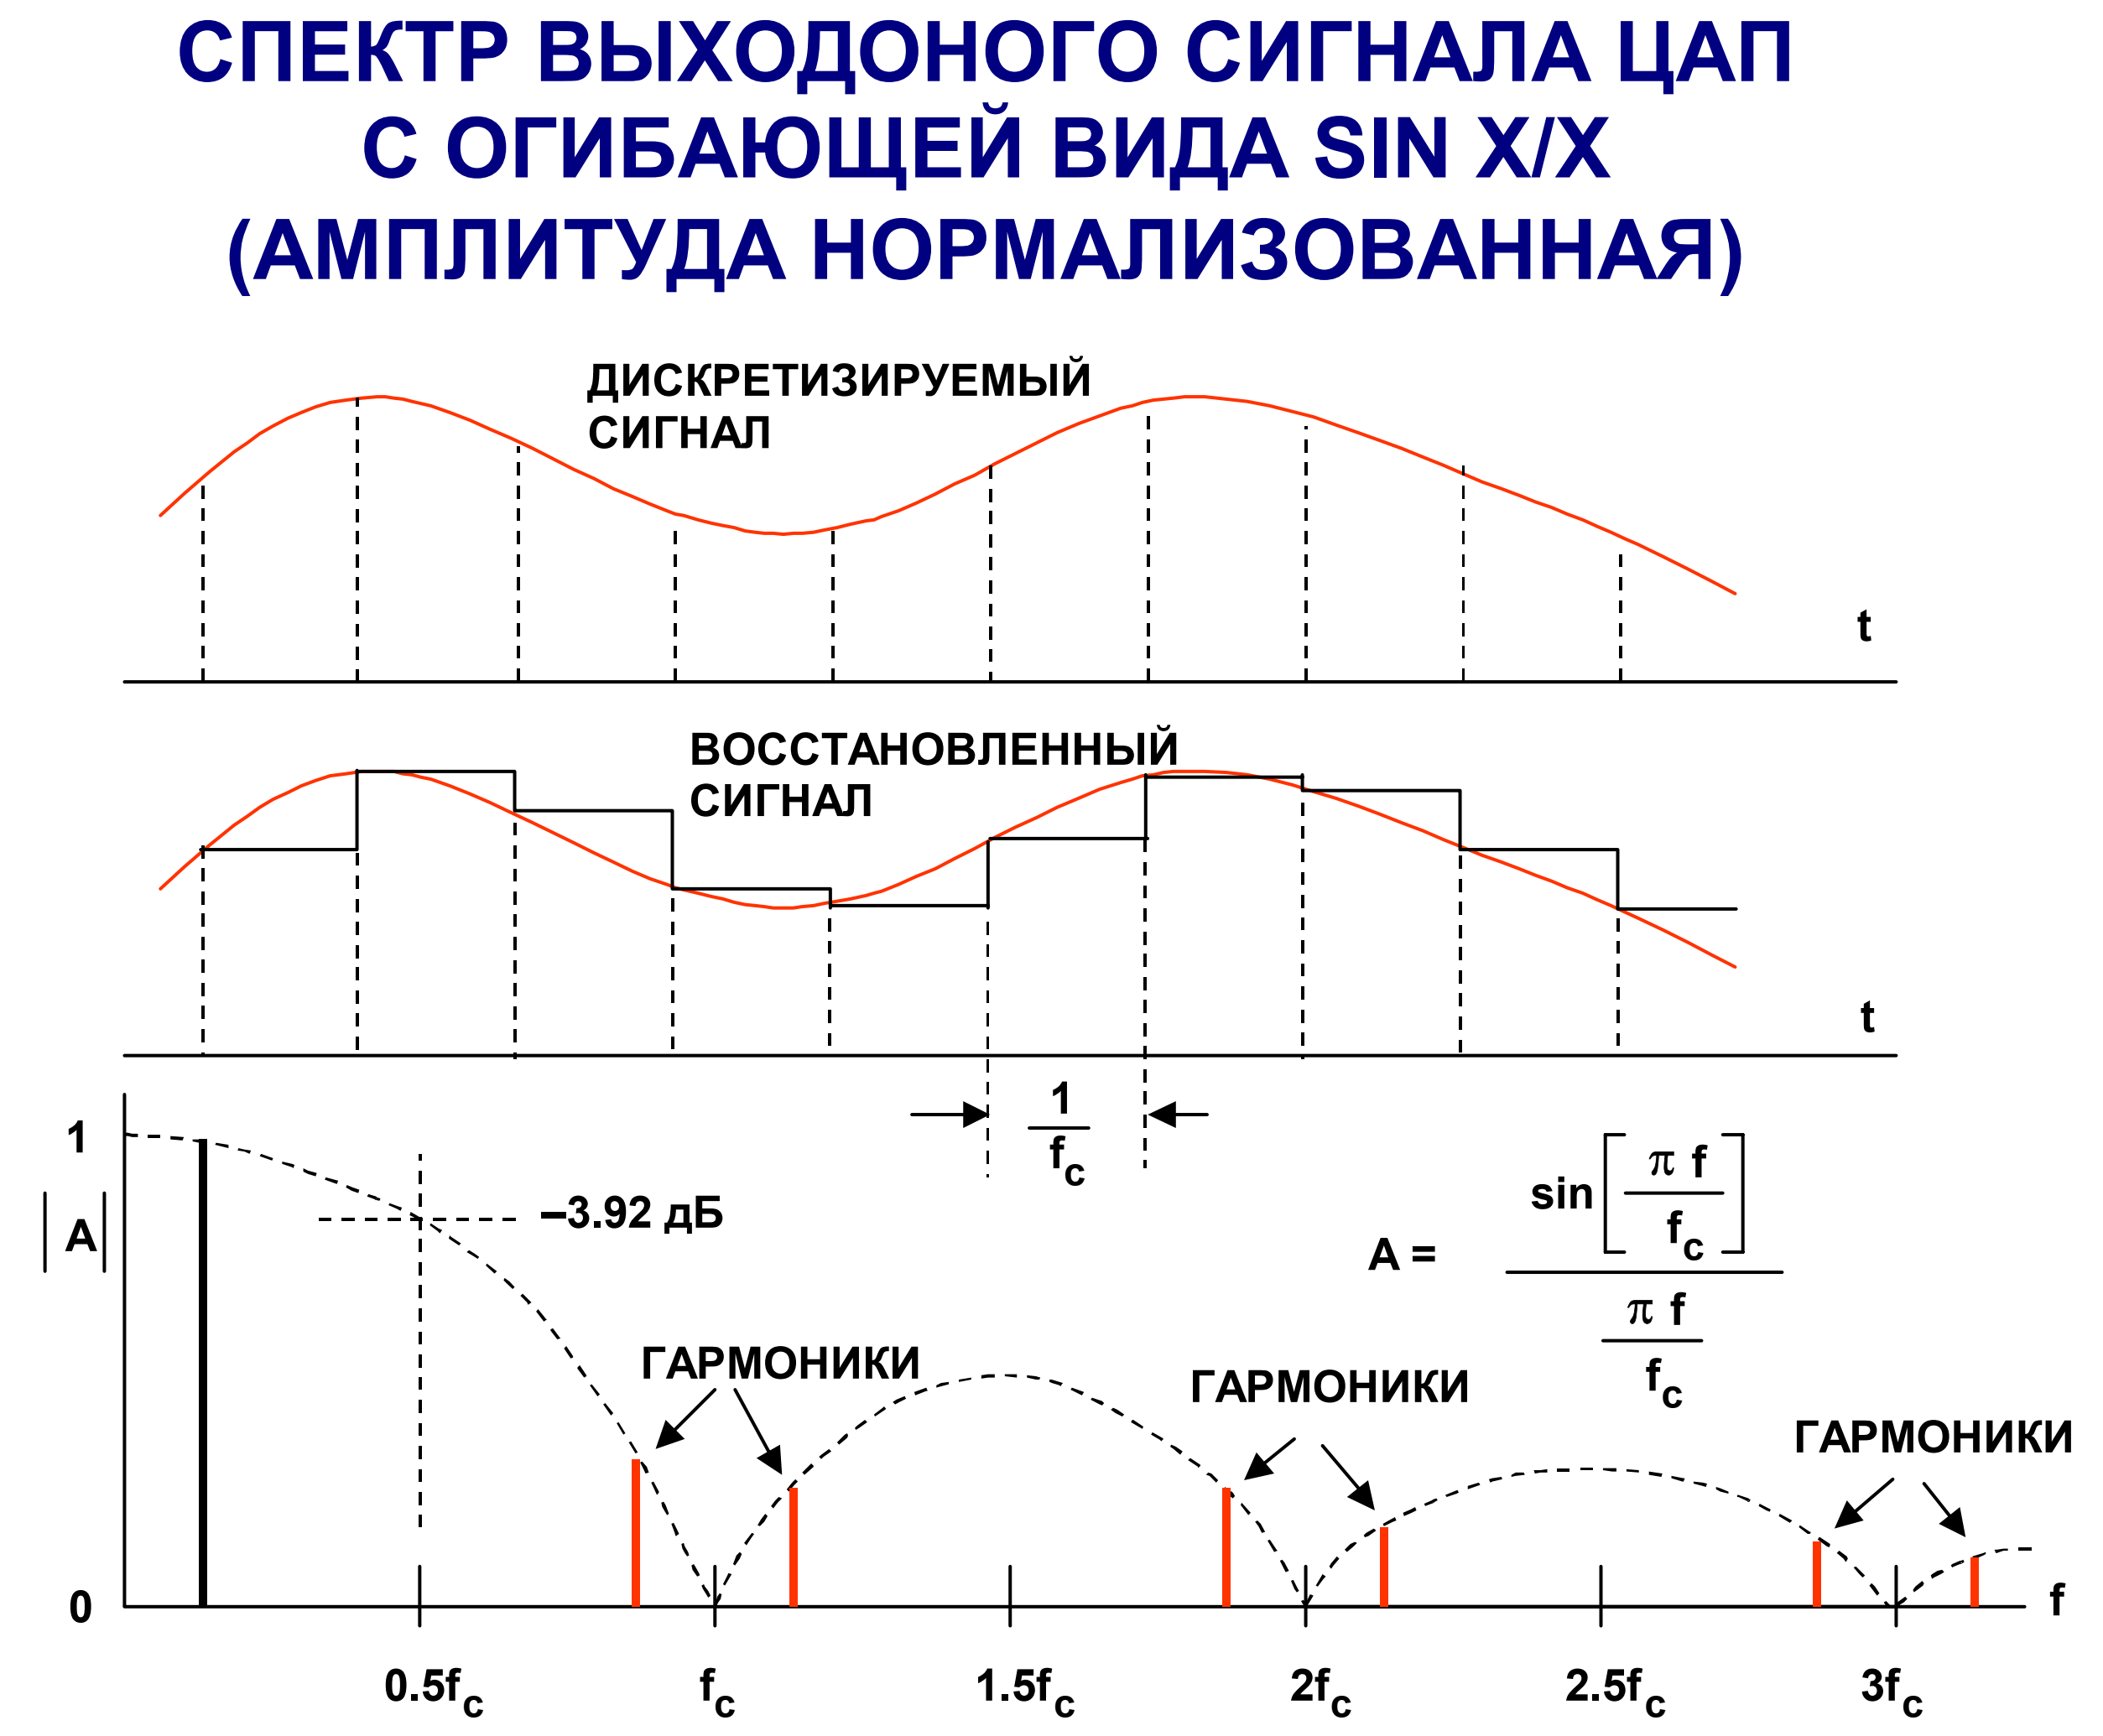 СПЕКТР ВЫХОДОНОГО СИГНАЛА ЦАП
С ОГИБАЮЩЕЙ ВИДА SIN X/X
(АМПЛИТУДА НОРМАЛИЗОВАННАЯ)
ДИСКРЕТИЗИРУЕМЫЙ
СИГНАЛ
t
ВОССТАНОВЛЕННЫЙ
СИГНАЛ
t
1
fc
1
|A|
–3.92 дБ
A = sin[π f / fc] / (π f / fc)
ГАРМОНИКИ
ГАРМОНИКИ
ГАРМОНИКИ
0
f
0.5fc fc 1.5fc 2fc 2.5fc 3fc